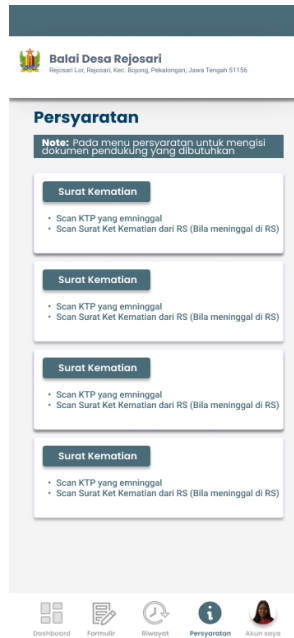 Balai Desa Rejosari
Rejosari Lor, Rejosari, Kec. Bojong, Pekalongan, Jawa Tengah 51156
Persyaratan
Note: Pada menu persyaratan untuk mengisi
dokumen pendukung yang dibutuhkan
Surat Kematian
• Scan KTP yang emninggal
• Scan Surat Ket Kematian dari RS (Bila meninggal di RS)
Surat Kematian
• Scan KTP yang emninggal
• Scan Surat Ket Kematian dari RS (Bila meninggal di RS)
Surat Kematian
• Scan KTP yang emninggal
• Scan Surat Ket Kematian dari RS (Bila meninggal di RS)
Surat Kematian
• Scan KTP yang emninggal
• Scan Surat Ket Kematian dari RS (Bila meninggal di RS)
Dashboard Formulir Riwayat Persyaratan Akun saya